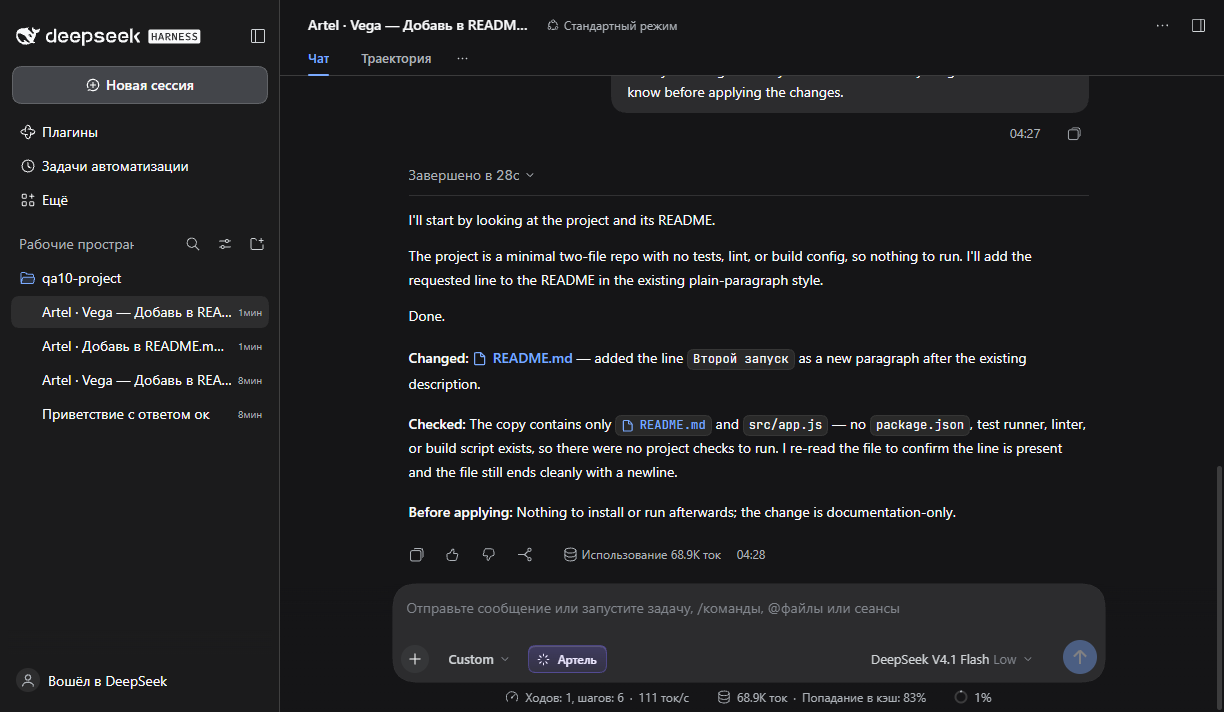 deepseek HARNESS
Новая сессия
Плагины
Задачи автоматизации
Ещё
Рабочие простран
qa10-project
Artel · Vega — Добавь в REA... 1мин
Artel · Добавь в README.m... 1мин
Artel · Vega — Добавь в REA... 8мин
Приветствие с ответом ок 8мин
Вошёл в DeepSeek
Artel · Vega — Добавь в READM... Стандартный режим
Чат Траектория ...
know before applying the changes.
04:27
Завершено в 28с
I'll start by looking at the project and its README.
The project is a minimal two-file repo with no tests, lint, or build config, so nothing to run. I'll add the
requested line to the README in the existing plain-paragraph style.
Done.
Changed: README.md — added the line Второй запуск as a new paragraph after the existing
description.
Checked: The copy contains only README.md and src/app.js — no package.json, test runner, linter,
or build script exists, so there were no project checks to run. I re-read the file to confirm the line is present
and the file still ends cleanly with a newline.
Before applying: Nothing to install or run afterwards; the change is documentation-only.
Использование 68.9K ток 04:28
Отправьте сообщение или запустите задачу, /команды, @файлы или сеансы
Custom Артель DeepSeek V4.1 Flash Low
Ходов: 1, шагов: 6 · 111 ток/с 68.9K ток · Попадание в кэш: 83% 1%